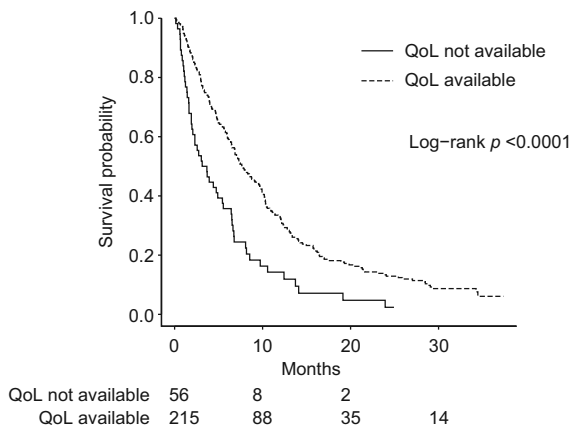 1.0
0.8
0.6
0.4
0.2
0.0
Survival probability
QoL not available
QoL available
Log-rank p <0.0001
0 10 20 30
Months
QoL not available 56 8 2
QoL available 215 88 35 14